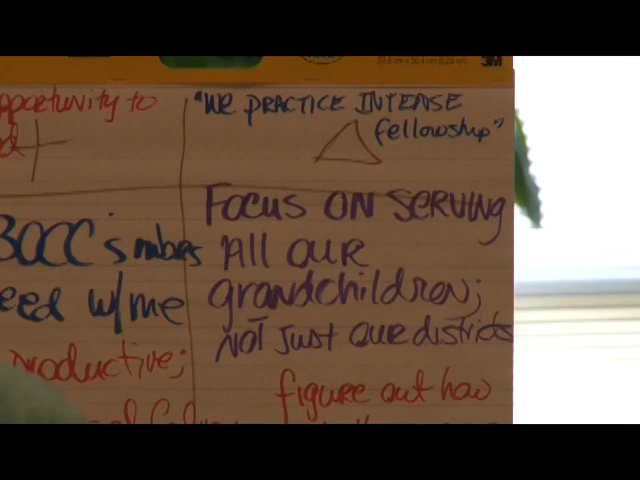 3M
opportunity to
"WE PRACTICE INTENSE
fellowship"
FOCUS ON SERVING
All OUR
grandchildren;
NOT Just OUR districts
BOCC's
eed w/me
productive;
figure out how